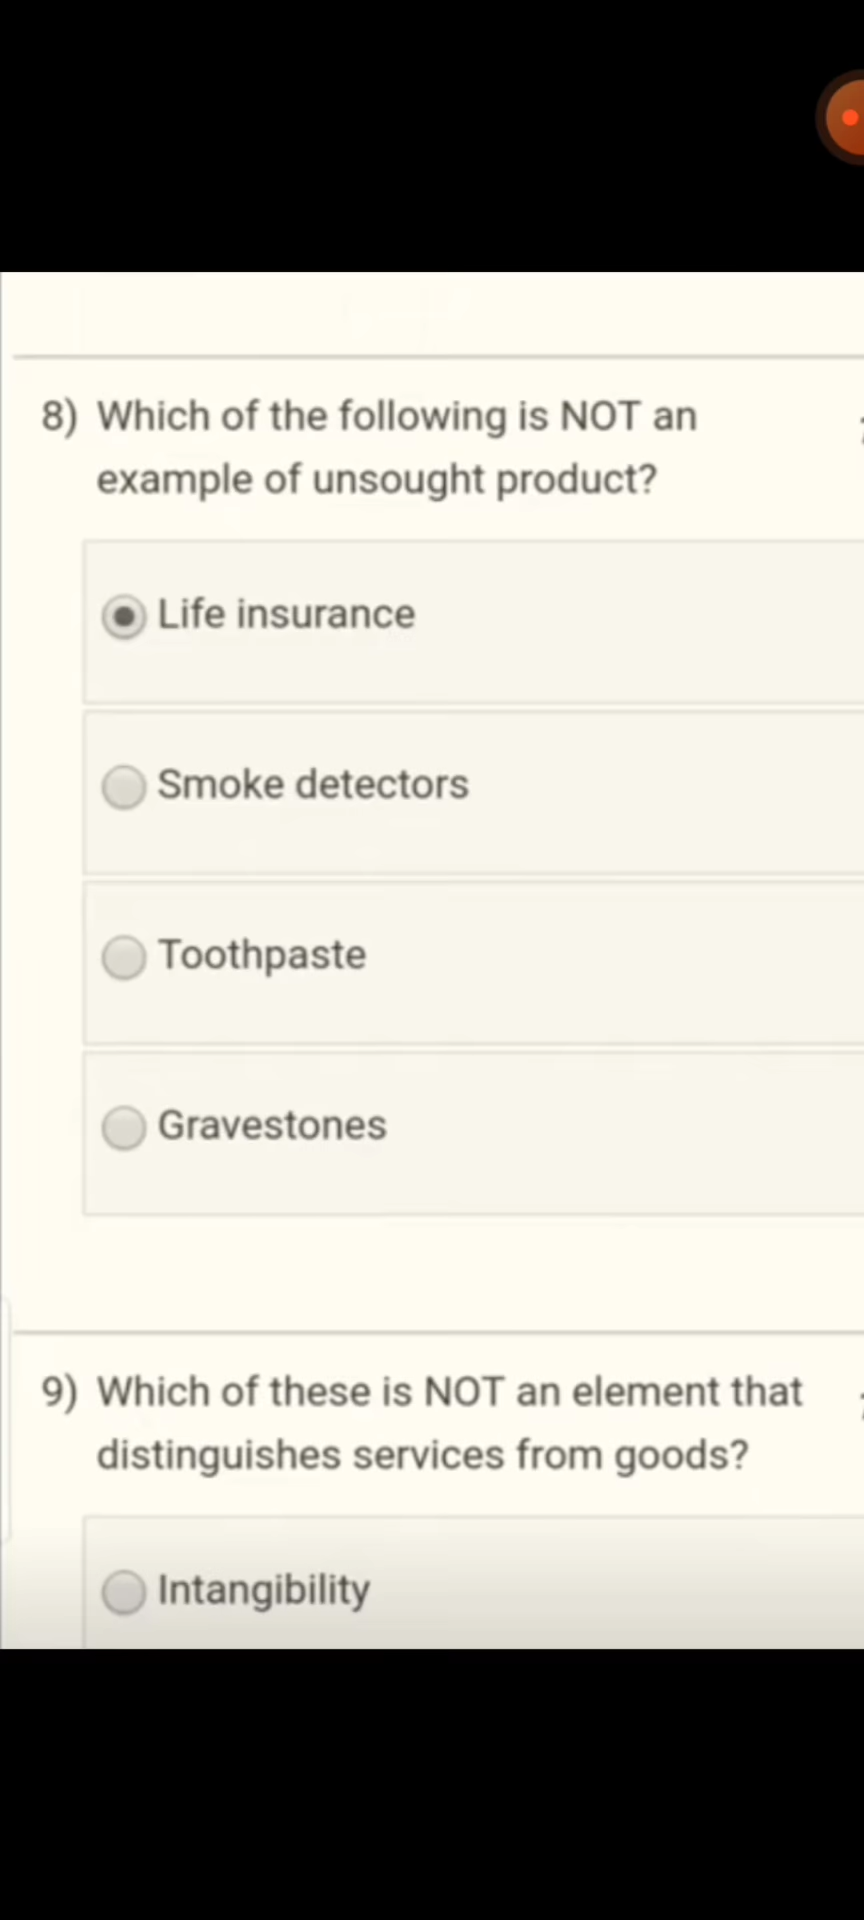 8) Which of the following is NOT an
example of unsought product?
Life insurance
Smoke detectors
Toothpaste
Gravestones
9) Which of these is NOT an element that
distinguishes services from goods?
Intangibility